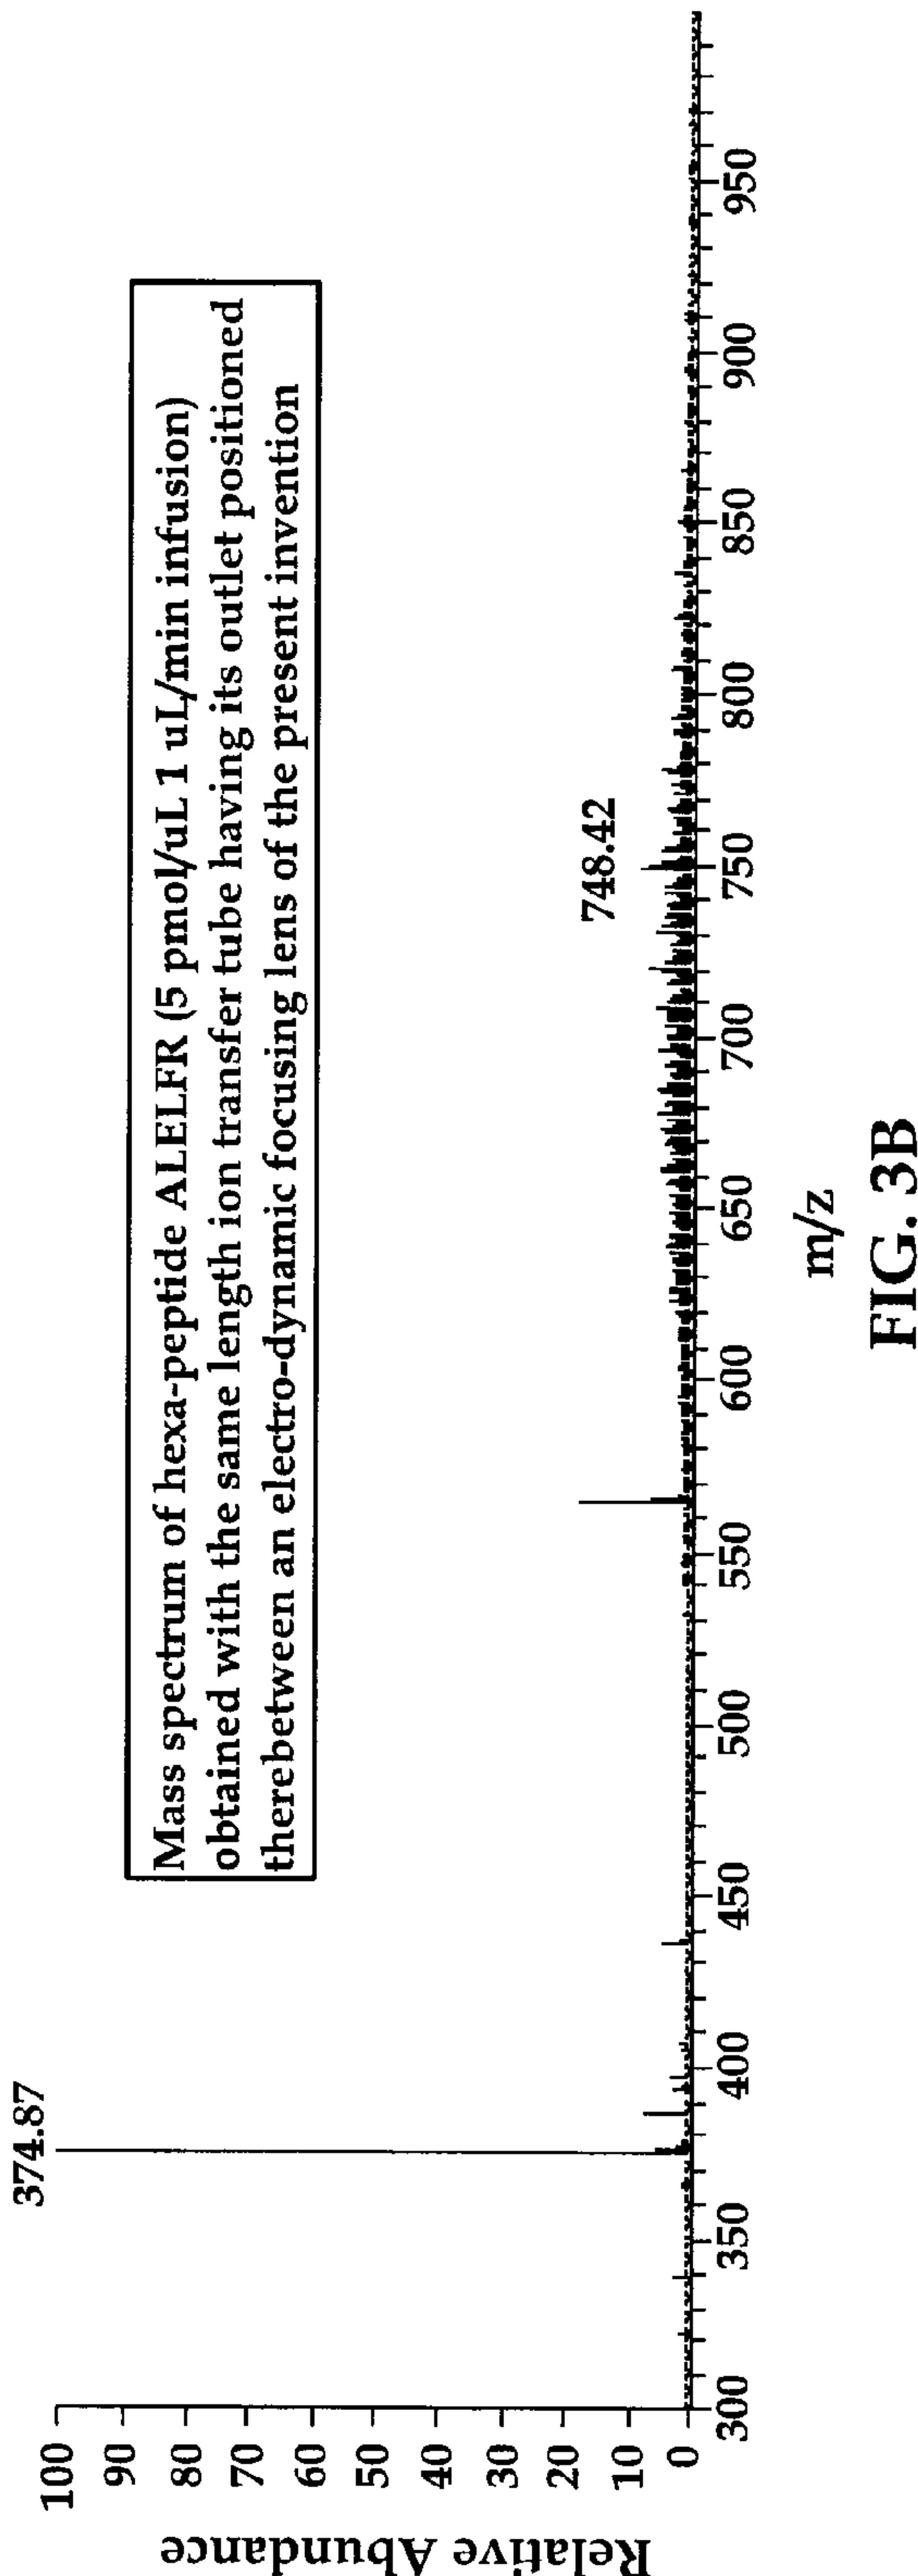 374.87
Mass spectrum of hexa-peptide ALELFR (5 pmol/uL 1 uL/min infusion)
obtained with the same length ion transfer tube having its outlet positioned
therebetween an electro-dynamic focusing lens of the present invention
748.42
Relative Abundance
100
90
80
70
60
50
40
30
20
10
0
300 350 400 450 500 550 600 650 700 750 800 850 900 950
m/z
FIG. 3B